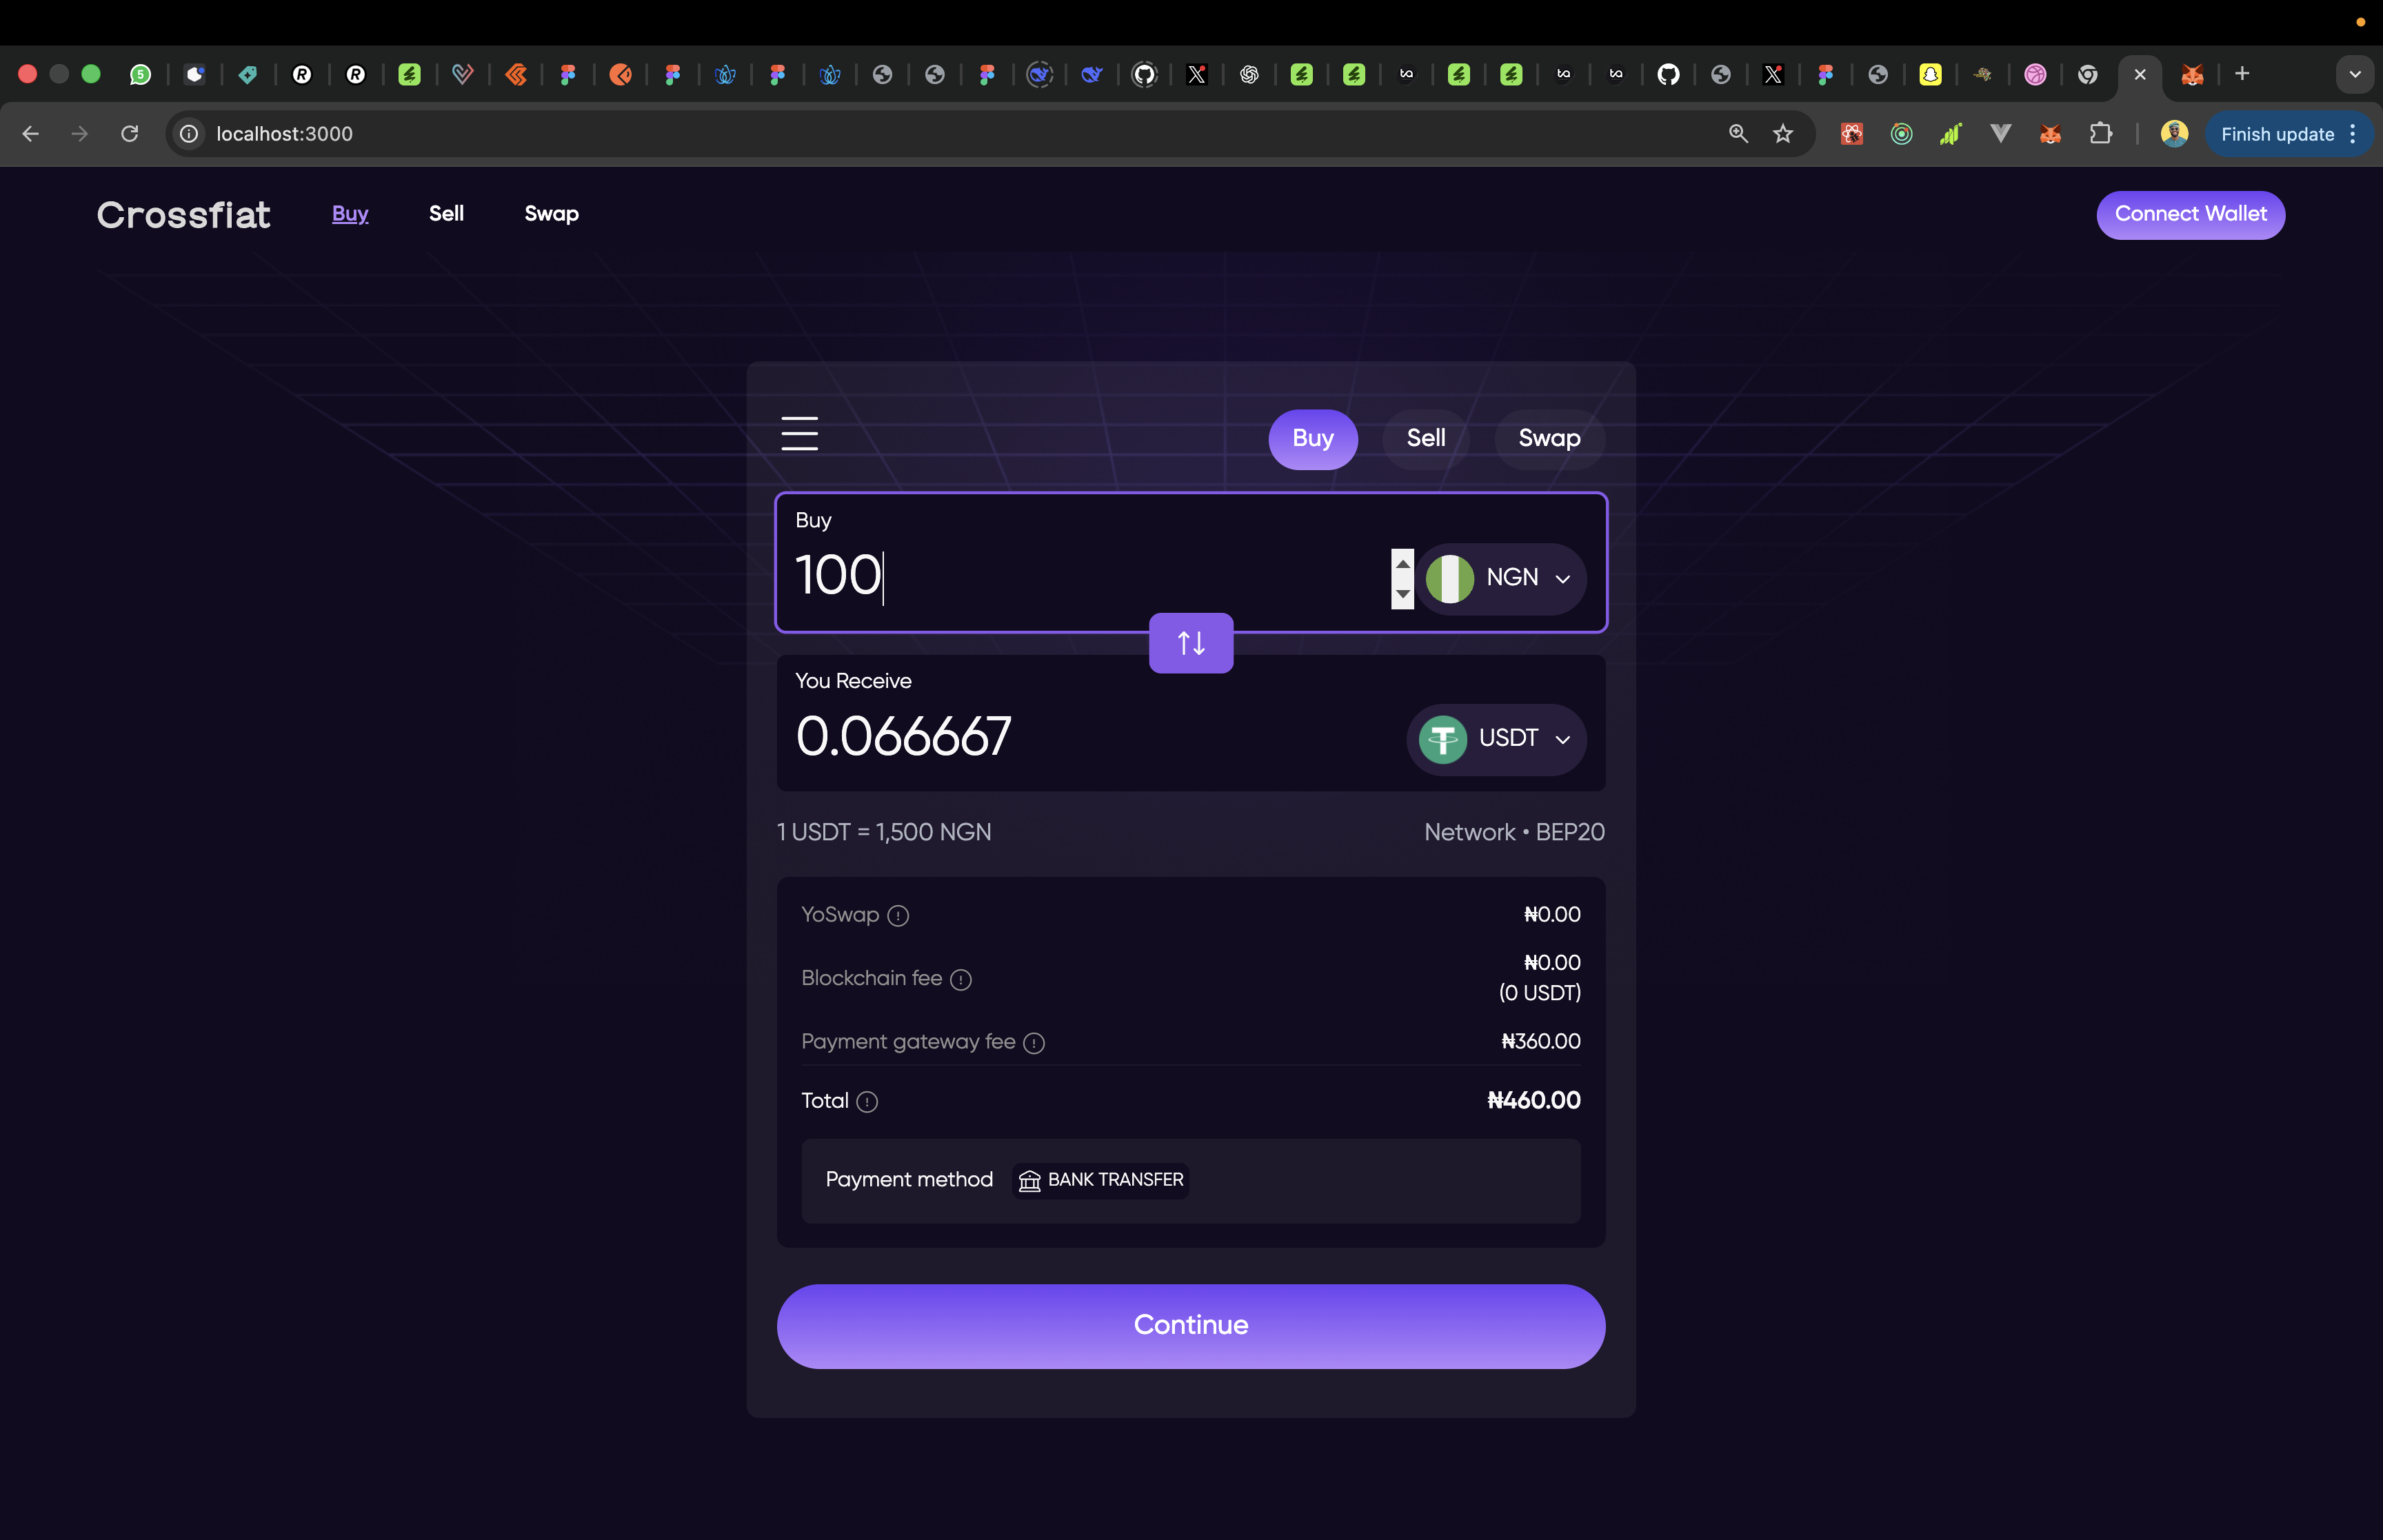 5
localhost:3000
Finish update
Crossfiat
Buy
Sell
Swap
Connect Wallet
Buy
Sell
Swap
Buy
100
NGN
You Receive
0.066667
USDT
1 USDT = 1,500 NGN
Network • BEP20
YoSwap
₦0.00
Blockchain fee
₦0.00
(0 USDT)
Payment gateway fee
₦360.00
Total
₦460.00
Payment method
BANK TRANSFER
Continue